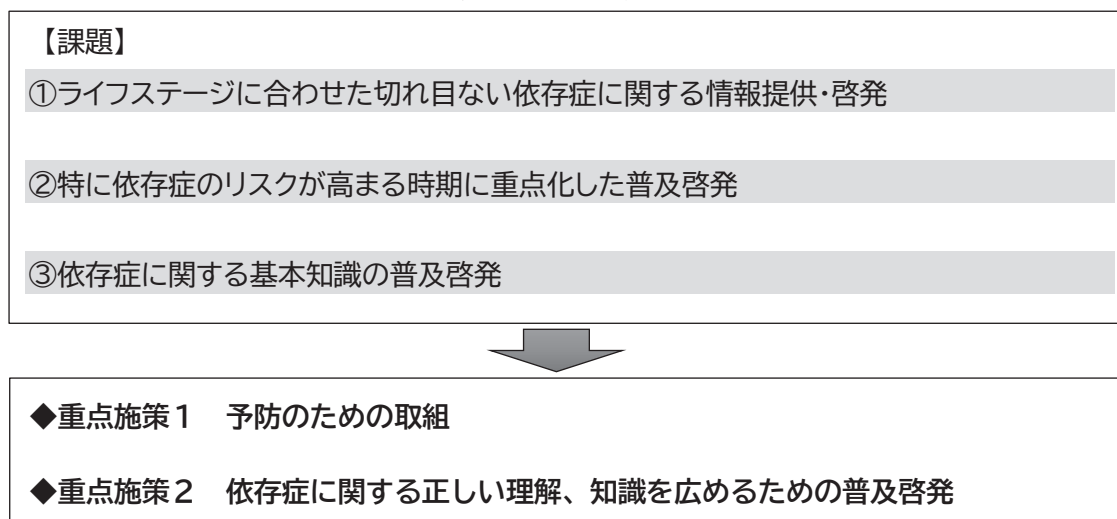 【課題】
①ライフステージに合わせた切れ目ない依存症に関する情報提供・啓発
②特に依存症のリスクが高まる時期に重点化した普及啓発
③依存症に関する基本知識の普及啓発
◆重点施策1　予防のための取組
◆重点施策2　依存症に関する正しい理解、知識を広めるための普及啓発